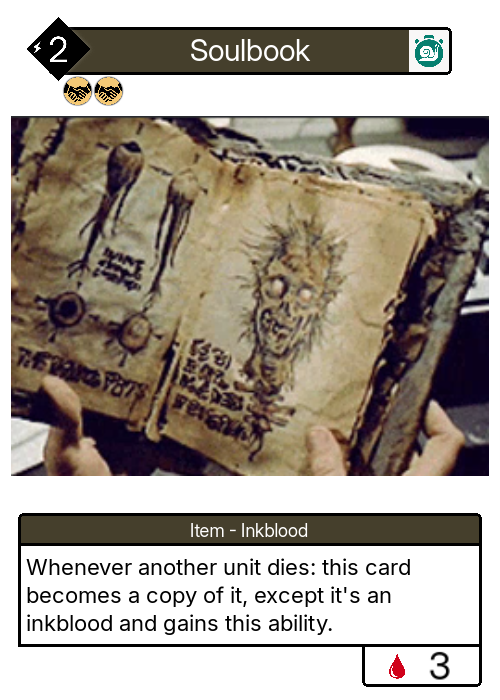 2
Soulbook
Item - Inkblood
Whenever another unit dies: this card
becomes a copy of it, except it's an
inkblood and gains this ability.
3